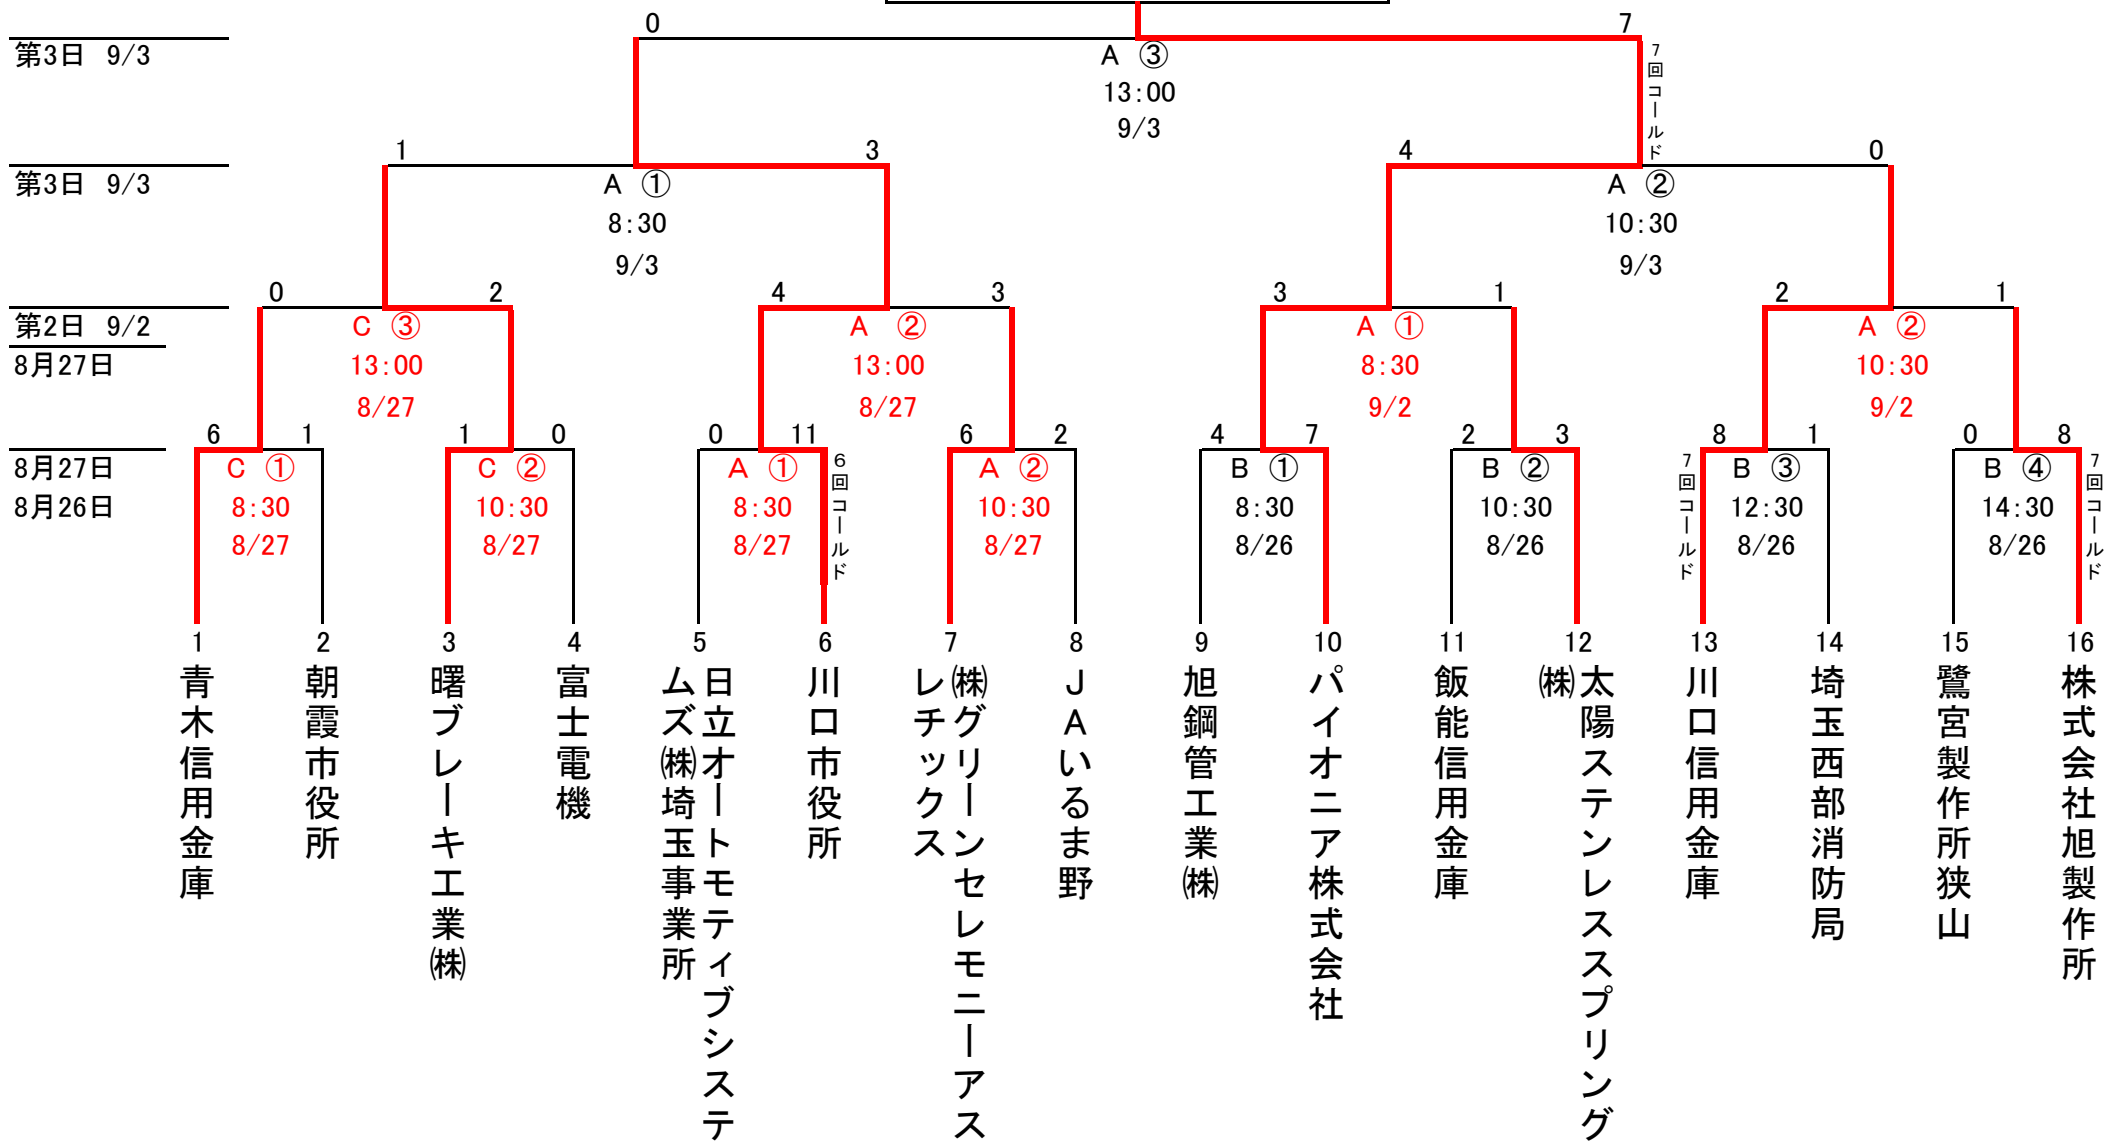 0 7
第3日 9/3
A ③
13:00
9/3
7回コールド
1 3 4 0
第3日 9/3
A ① A ②
8:30 10:30
9/3 9/3
0 2 4 3 3 1 2 1
第2日 9/2
C ③ A ② A ① A ②
8月27日
13:00 13:00 8:30 10:30
8/27 8/27 9/2 9/2
6 1 1 0 0 11 6 2 4 7 2 3 8 1 0 8
8月27日
C ① C ② A ① A ② B ① B ② B ③ B ④
8月26日
8:30 10:30 8:30 10:30 8:30 10:30 12:30 14:30
8/27 8/27 8/27 8/27 8/26 8/26 8/26 8/26
6回コールド
7回コールド
7回コールド
1 2 3 4 5 6 7 8 9 10 11 12 13 14 15 16
青木信用金庫
朝霞市役所
曙ブレーキ工業㈱
富士電機
日立オートモティブシステ
ムズ㈱埼玉事業所
川口市役所
㈱グリーンセレモニーアス
レチックス
JAいるま野
旭鋼管工業㈱
パイオニア株式会社
飯能信用金庫
太陽ステンレススプリング
㈱
川口信用金庫
埼玉西部消防局
鷺宮製作所狭山
株式会社旭製作所